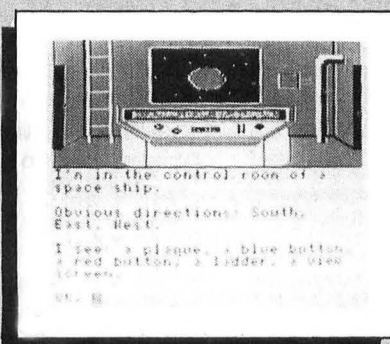 I'm in the control room of a
space ship.
Obvious directions: South,
East, West.
I see: a plaque, a blue button,
a red button, a ladder, a view
screen.